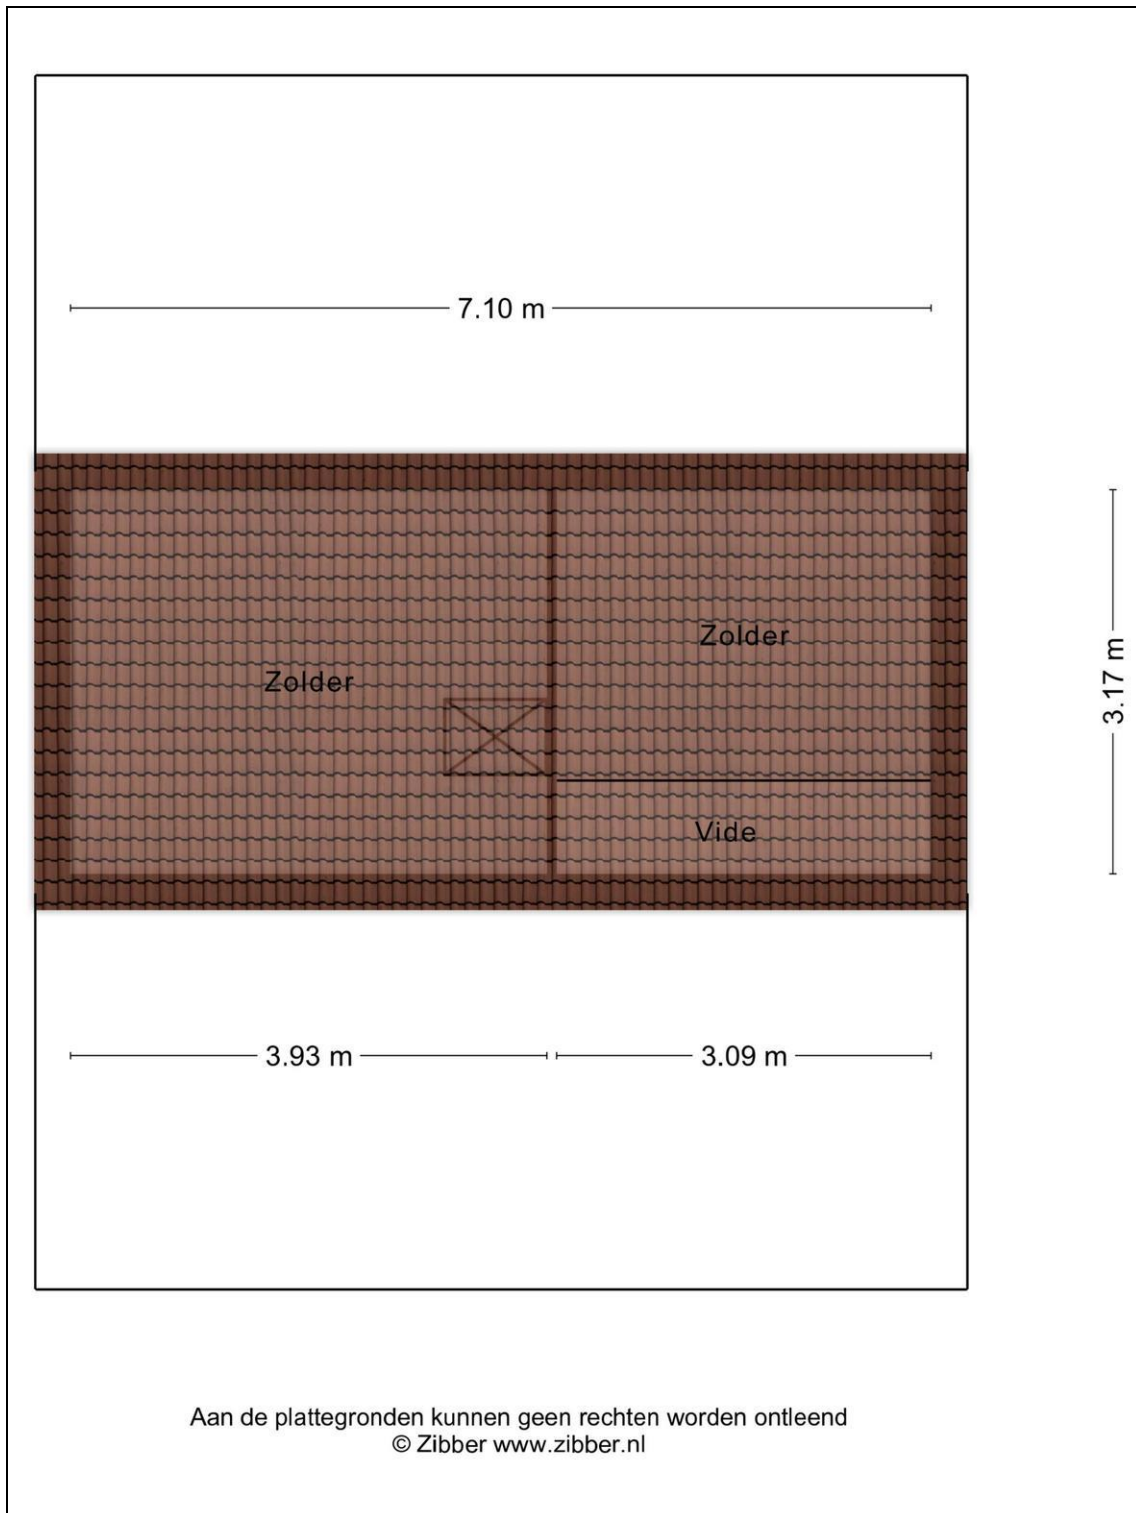 7.10 m
Zolder
Zolder
3.17 m
Vide
3.93 m
3.09 m
Aan de plattegronden kunnen geen rechten worden ontleend
© Zibber www.zibber.nl